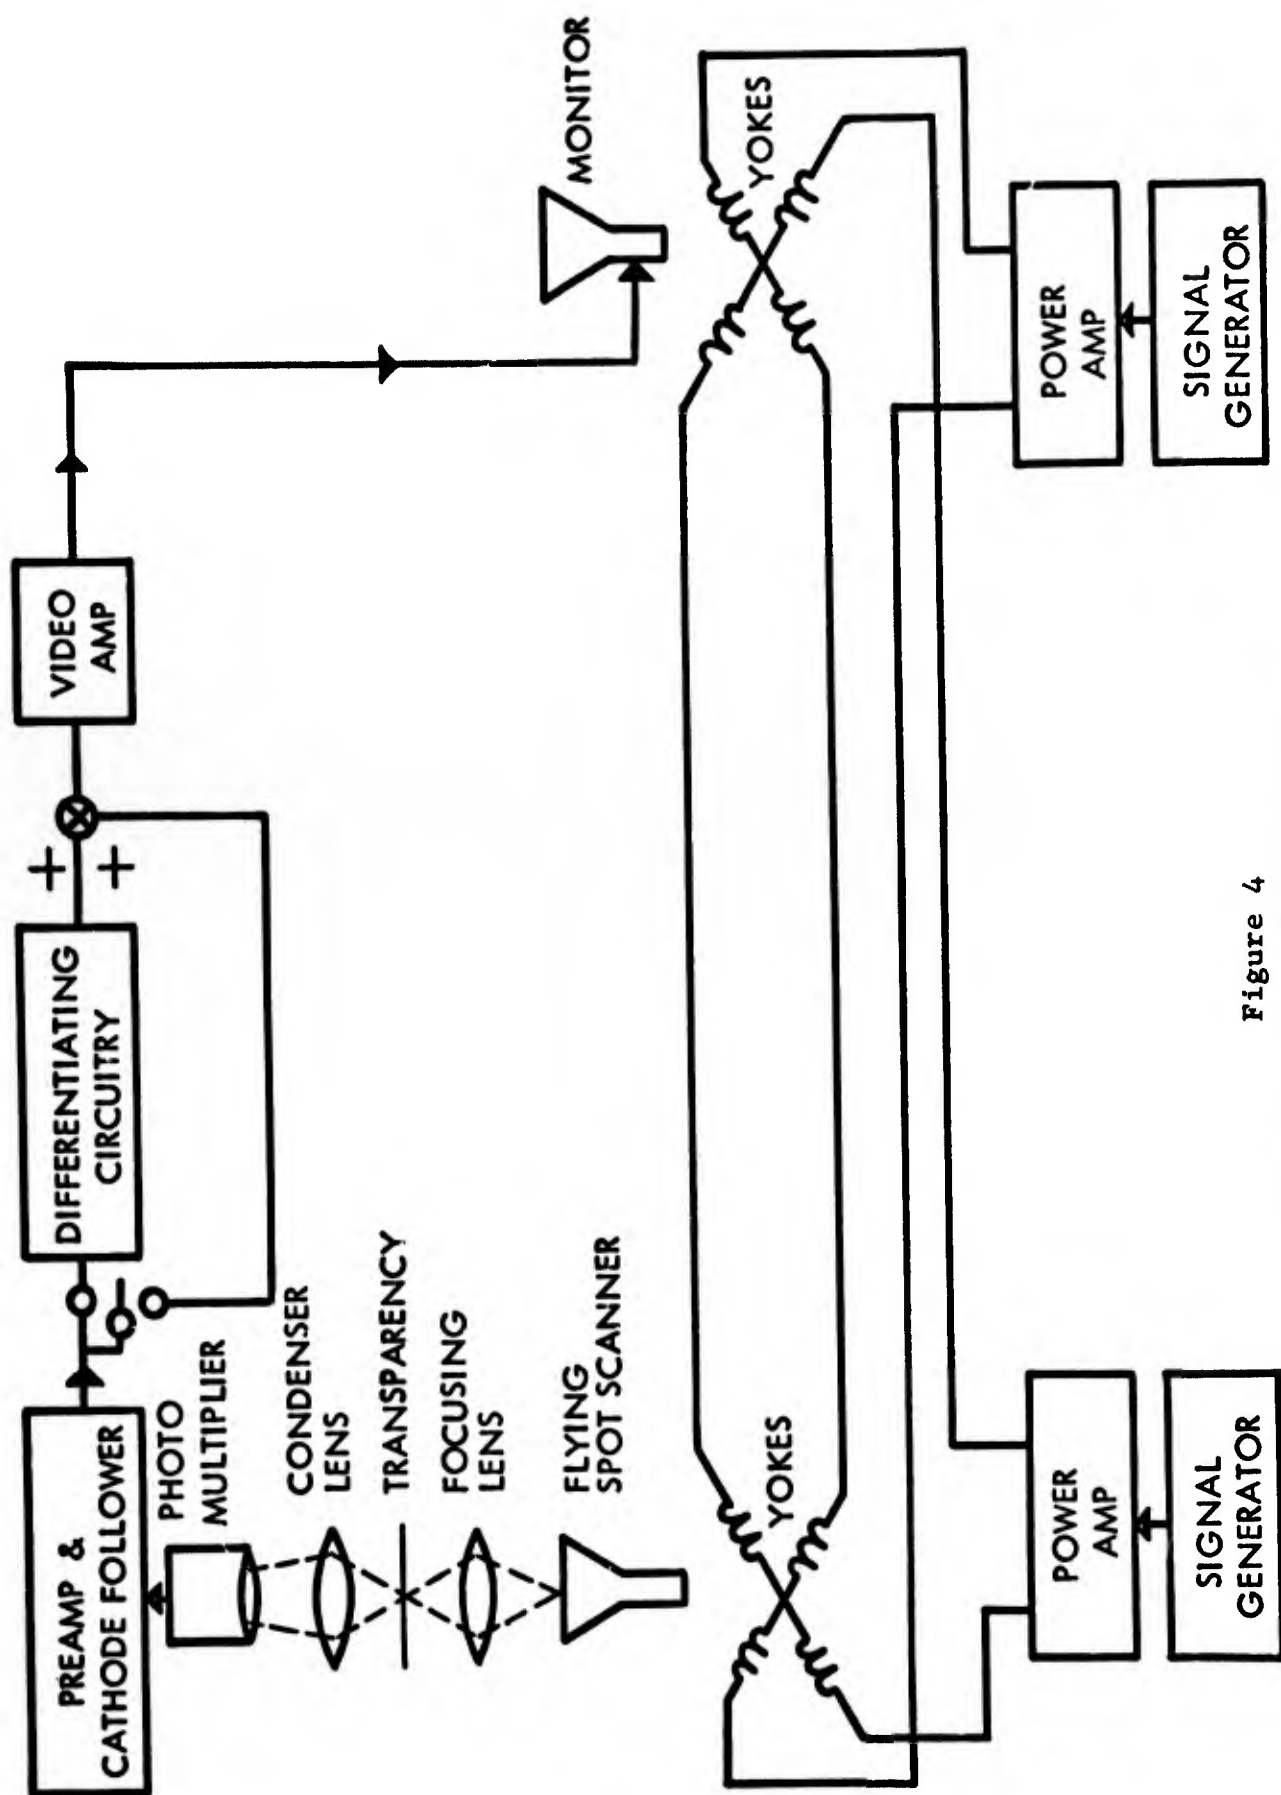 PREAMP &
CATHODE FOLLOWER
DIFFERENTIATING
CIRCUITRY
+
+
VIDEO
AMP
PHOTO
MULTIPLIER
CONDENSER
LENS
TRANSPARENCY
FOCUSING
LENS
FLYING
SPOT SCANNER
MONITOR
YOKES
YOKES
POWER
AMP
SIGNAL
GENERATOR
POWER
AMP
SIGNAL
GENERATOR
Figure 4